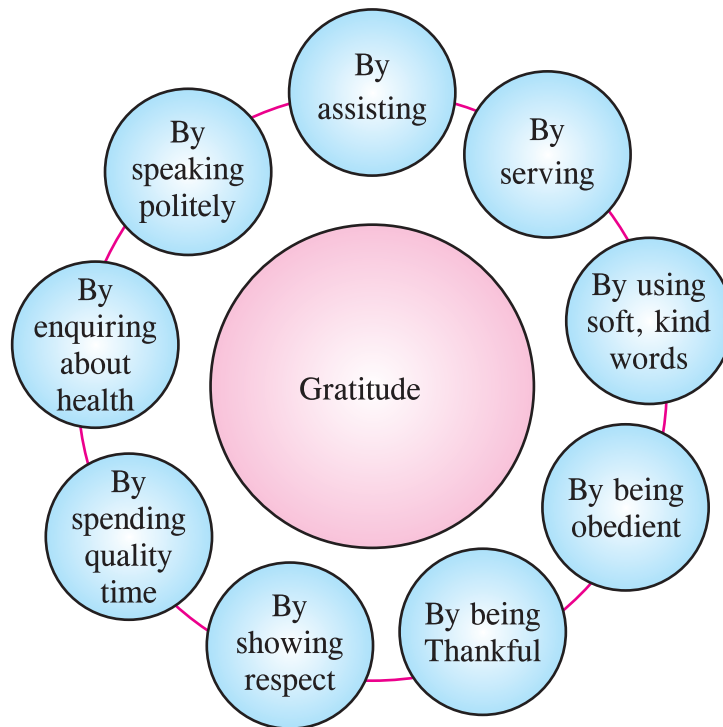 By
assisting
By
serving
By using
soft, kind
words
By being
obedient
By being
Thankful
By
showing
respect
By
spending
quality
time
By
enquiring
about
health
By
speaking
politely
Gratitude